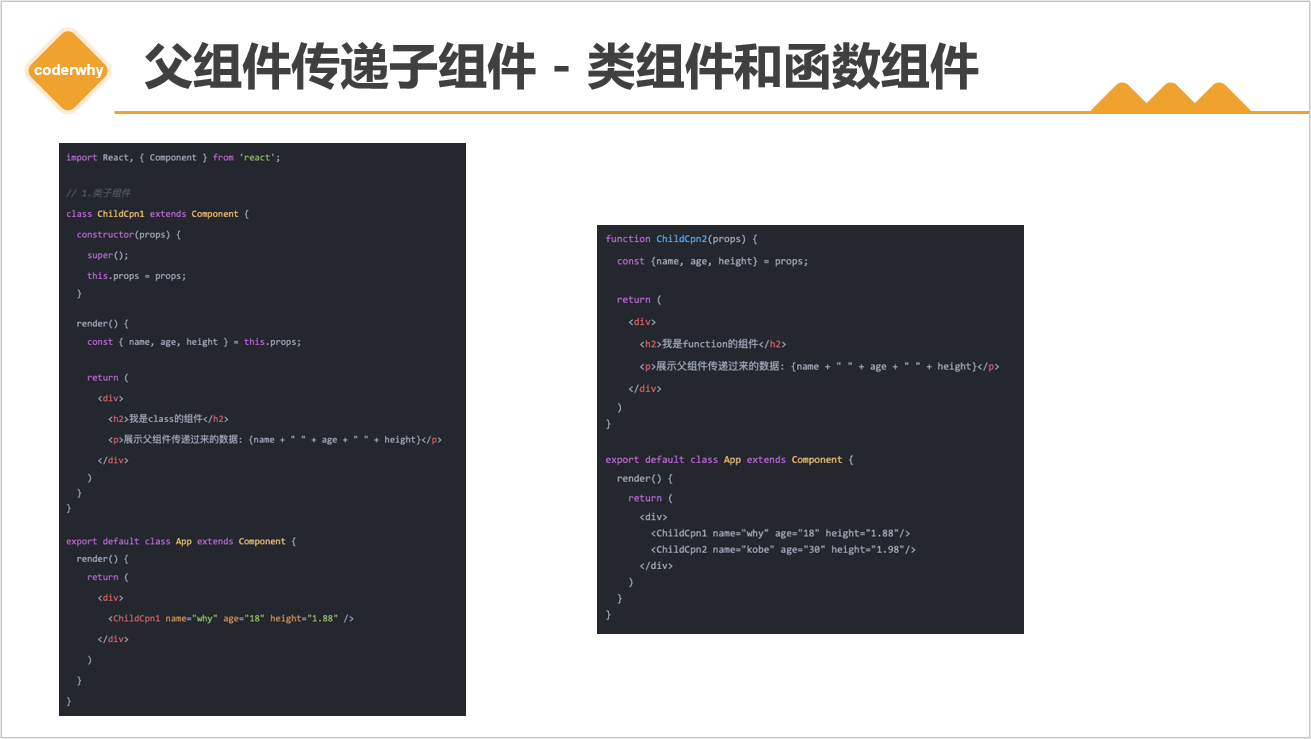 coderwhy
父组件传递子组件 - 类组件和函数组件
import React, { Component } from 'react';
// 1.类子组件
class ChildCpn1 extends Component {
constructor(props) {
super();
this.props = props;
}
render() {
const { name, age, height } = this.props;
return (
<div>
<h2>我是class的组件</h2>
<p>展示父组件传递过来的数据: {name + " " + age + " " + height}</p>
</div>
)
}
}
export default class App extends Component {
render() {
return (
<div>
<ChildCpn1 name="why" age="18" height="1.88" />
</div>
)
}
}
function ChildCpn2(props) {
const {name, age, height} = props;
return (
<div>
<h2>我是function的组件</h2>
<p>展示父组件传递过来的数据: {name + " " + age + " " + height}</p>
</div>
)
}
export default class App extends Component {
render() {
return (
<div>
<ChildCpn1 name="why" age="18" height="1.88"/>
<ChildCpn2 name="kobe" age="30" height="1.98"/>
</div>
)
}
}